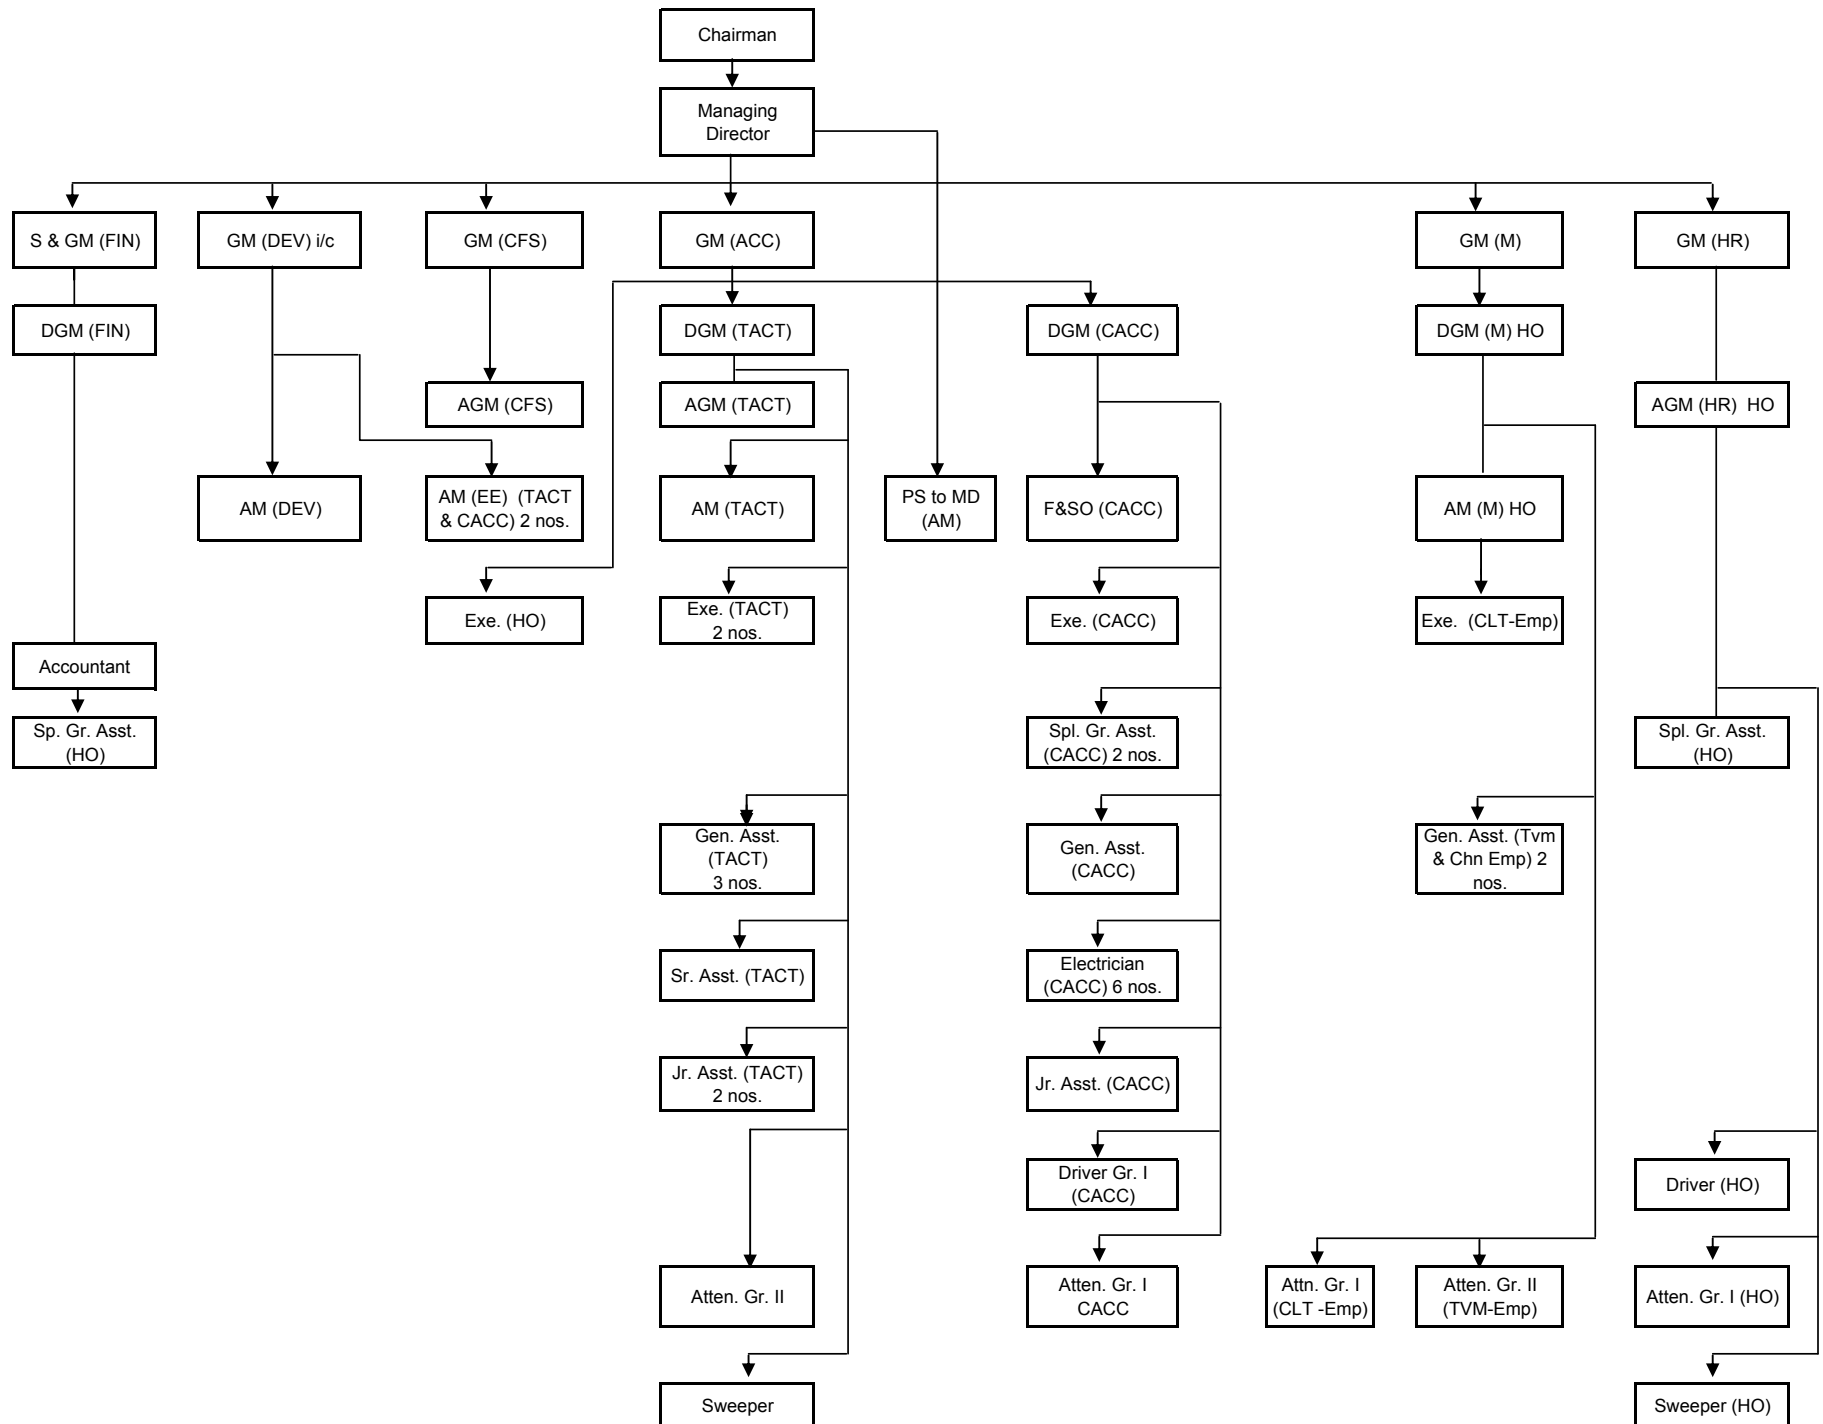 Chairman
Managing
Director
S & GM (FIN)
GM (DEV) i/c
GM (CFS)
GM (ACC)
GM (M)
GM (HR)
DGM (FIN)
DGM (TACT)
DGM (CACC)
DGM (M) HO
AGM (CFS)
AGM (TACT)
AGM (HR) HO
AM (DEV)
AM (EE) (TACT
& CACC) 2 nos.
AM (TACT)
PS to MD
(AM)
F&SO (CACC)
AM (M) HO
Exe. (HO)
Exe. (TACT)
2 nos.
Exe. (CACC)
Exe. (CLT-Emp)
Accountant
Sp. Gr. Asst.
(HO)
Spl. Gr. Asst.
(CACC) 2 nos.
Spl. Gr. Asst.
(HO)
Gen. Asst.
(TACT)
3 nos.
Gen. Asst.
(CACC)
Gen. Asst. (Tvm
& Chn Emp) 2
nos.
Sr. Asst. (TACT)
Electrician
(CACC) 6 nos.
Jr. Asst. (TACT)
2 nos.
Jr. Asst. (CACC)
Driver Gr. I
(CACC)
Driver (HO)
Atten. Gr. II
Atten. Gr. I
CACC
Attn. Gr. I
(CLT -Emp)
Atten. Gr. II
(TVM-Emp)
Atten. Gr. I (HO)
Sweeper
Sweeper (HO)